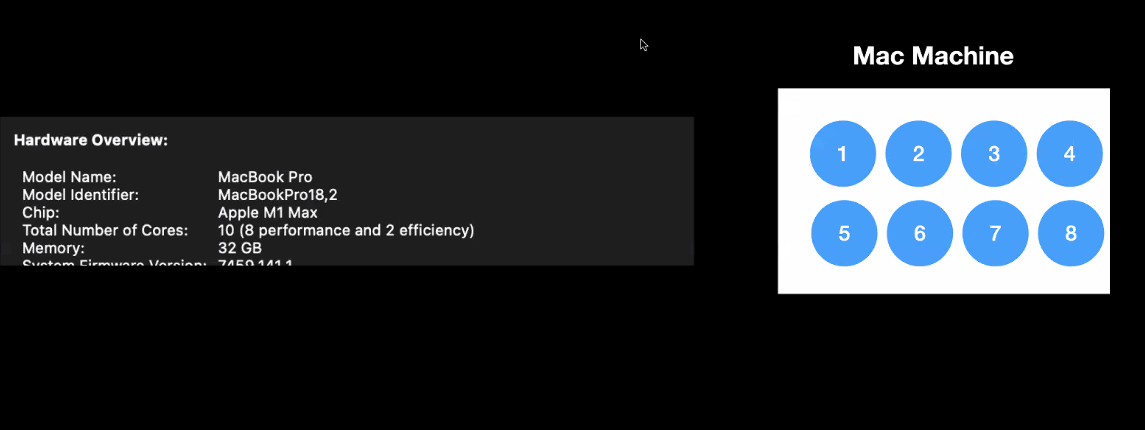 Mac Machine
Hardware Overview:
Model Name: MacBook Pro
Model Identifier: MacBookPro18,2
Chip: Apple M1 Max
Total Number of Cores: 10 (8 performance and 2 efficiency)
Memory: 32 GB
System Firmware Version: 7459.141.1
1 2 3 4
5 6 7 8